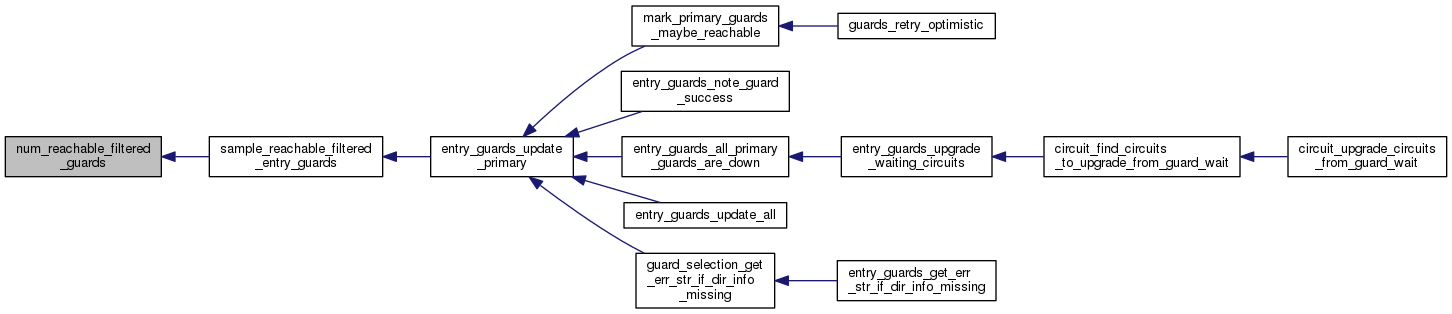 num_reachable_filtered
_guards
sample_reachable_filtered
_entry_guards
entry_guards_update
_primary
mark_primary_guards
_maybe_reachable
guards_retry_optimistic
entry_guards_note_guard
_success
entry_guards_all_primary
_guards_are_down
entry_guards_upgrade
_waiting_circuits
circuit_find_circuits
_to_upgrade_from_guard_wait
circuit_upgrade_circuits
_from_guard_wait
entry_guards_update_all
guard_selection_get
_err_str_if_dir_info
_missing
entry_guards_get_err
_str_if_dir_info_missing